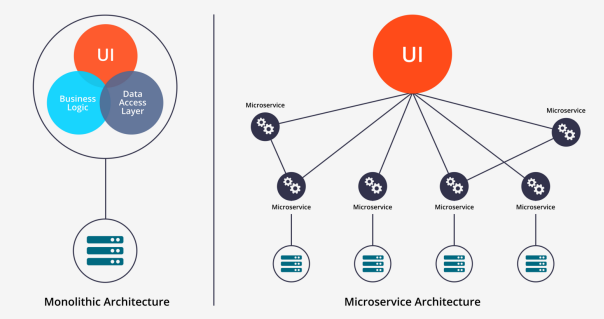 UI
Business
Logic
Data
Access
Layer
Monolithic Architecture
UI
Microservice
Microservice
Microservice
Microservice
Microservice
Microservice
Microservice Architecture